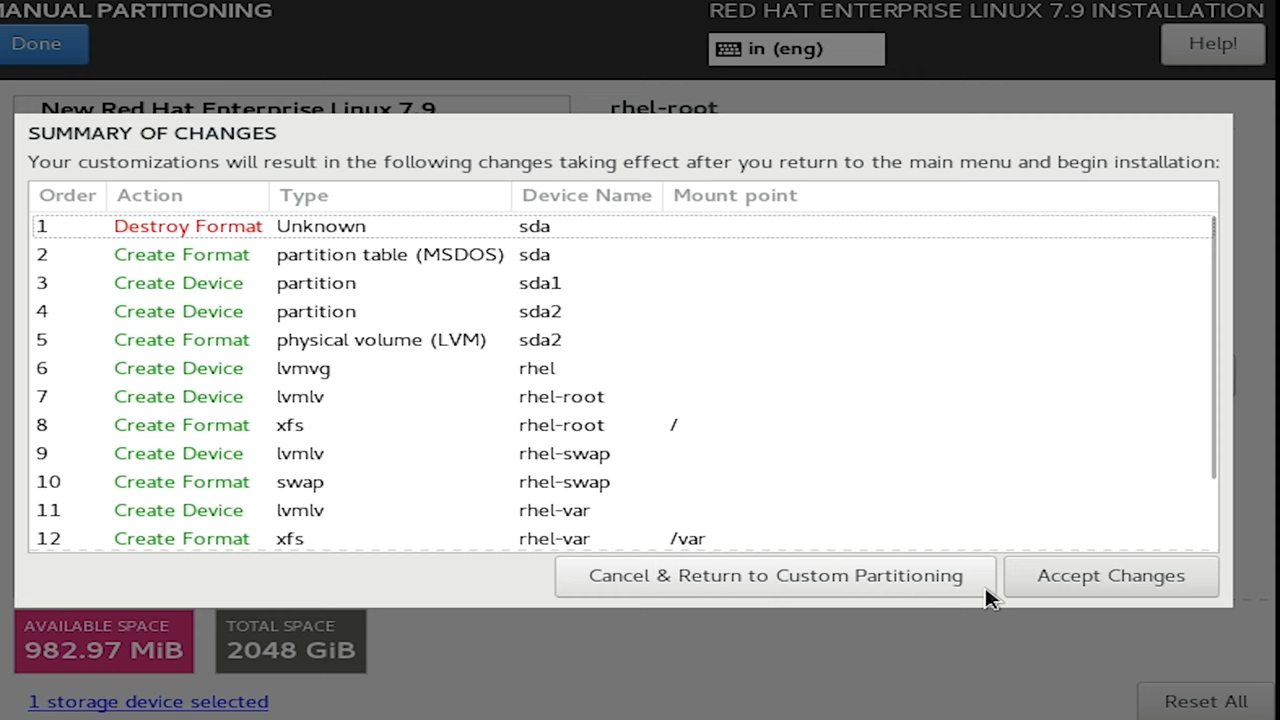 MANUAL PARTITIONING
RED HAT ENTERPRISE LINUX 7.9 INSTALLATION
Done
in (eng)
Help!
New Red Hat Enterprise Linux 7.9
rhel-root
SUMMARY OF CHANGES
Your customizations will result in the following changes taking effect after you return to the main menu and begin installation:
Order Action Type Device Name Mount point
1 Destroy Format Unknown sda
2 Create Format partition table (MSDOS) sda
3 Create Device partition sda1
4 Create Device partition sda2
5 Create Format physical volume (LVM) sda2
6 Create Device lvmvg rhel
7 Create Device lvmlv rhel-root
8 Create Format xfs rhel-root /
9 Create Device lvmlv rhel-swap
10 Create Format swap rhel-swap
11 Create Device lvmlv rhel-var
12 Create Format xfs rhel-var /var
Cancel & Return to Custom Partitioning
Accept Changes
AVAILABLE SPACE
982.97 MiB
TOTAL SPACE
2048 GiB
1 storage device selected
Reset All